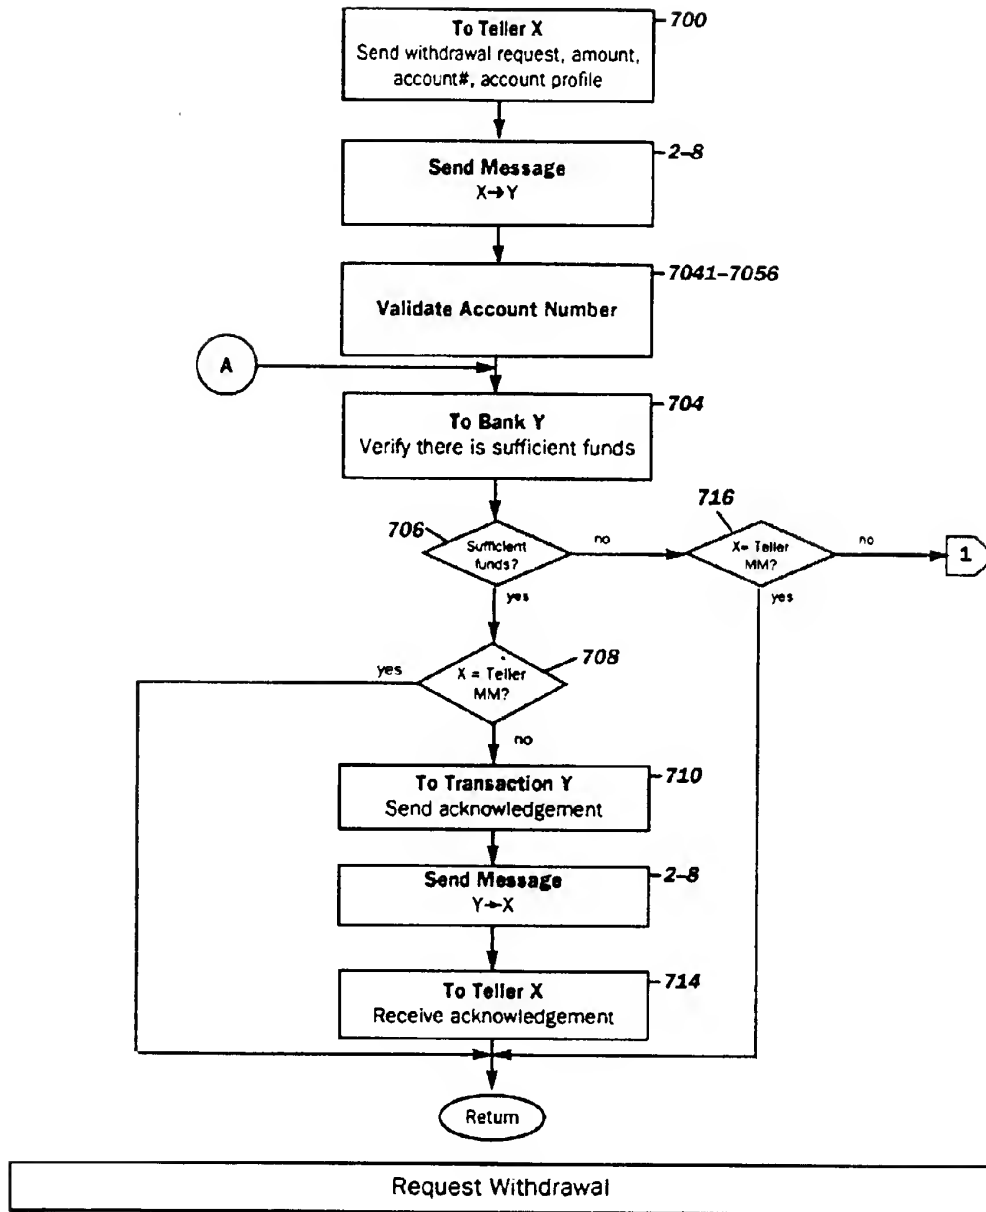 To Teller X
Send withdrawal request, amount,
account#, account profile
700
Send Message
X→Y
2-8
Validate Account Number
7041-7056
A
To Bank Y
Verify there is sufficient funds
704
706
Sufficient
funds?
no
yes
716
X= Teller
MM?
no
yes
1
708
X = Teller
MM?
yes
no
To Transaction Y
Send acknowledgement
710
Send Message
Y→X
2-8
To Teller X
Receive acknowledgement
714
Return
Request Withdrawal